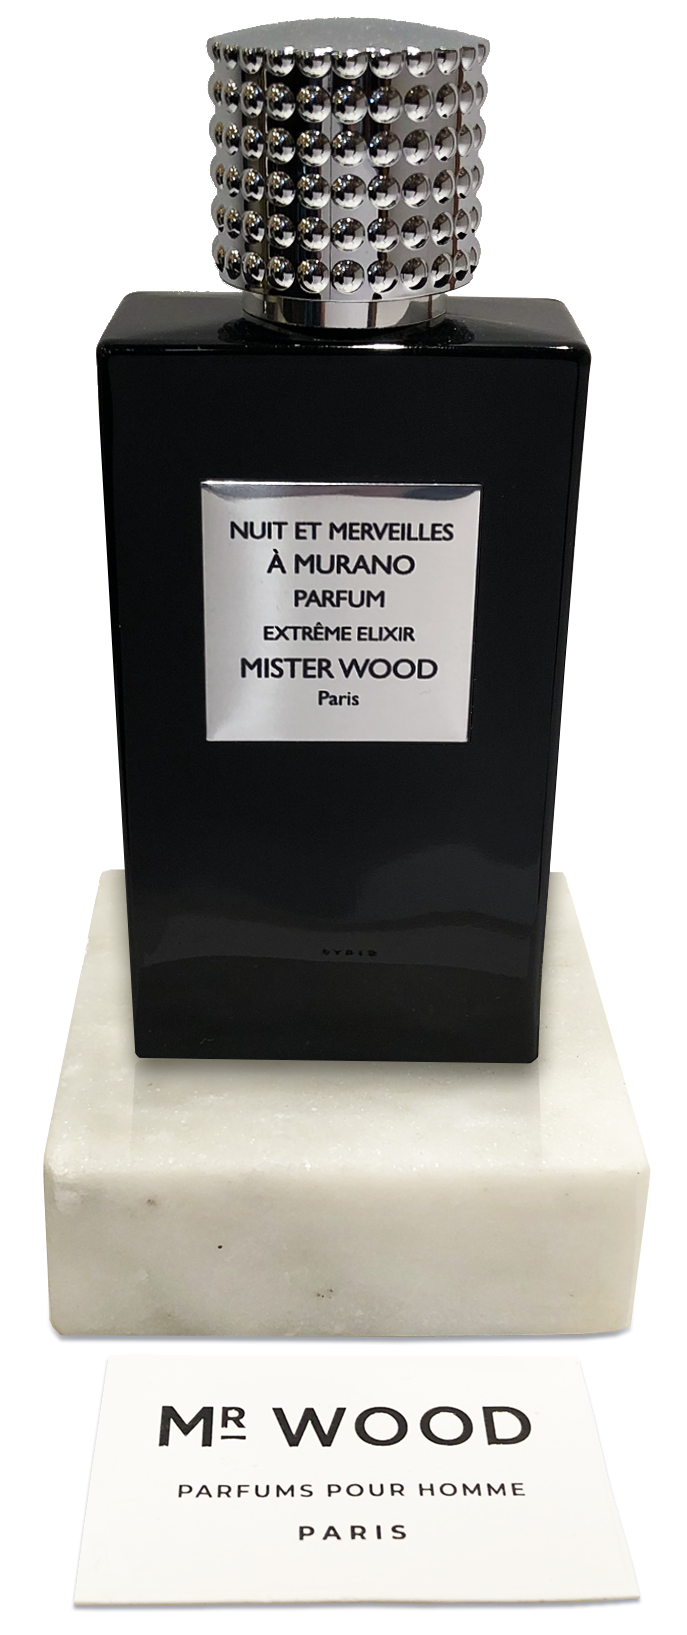 NUIT ET MERVEILLES
À MURANO
PARFUM
EXTRÊME ELIXIR
MISTER WOOD
Paris
MR WOOD
PARFUMS POUR HOMME
PARIS